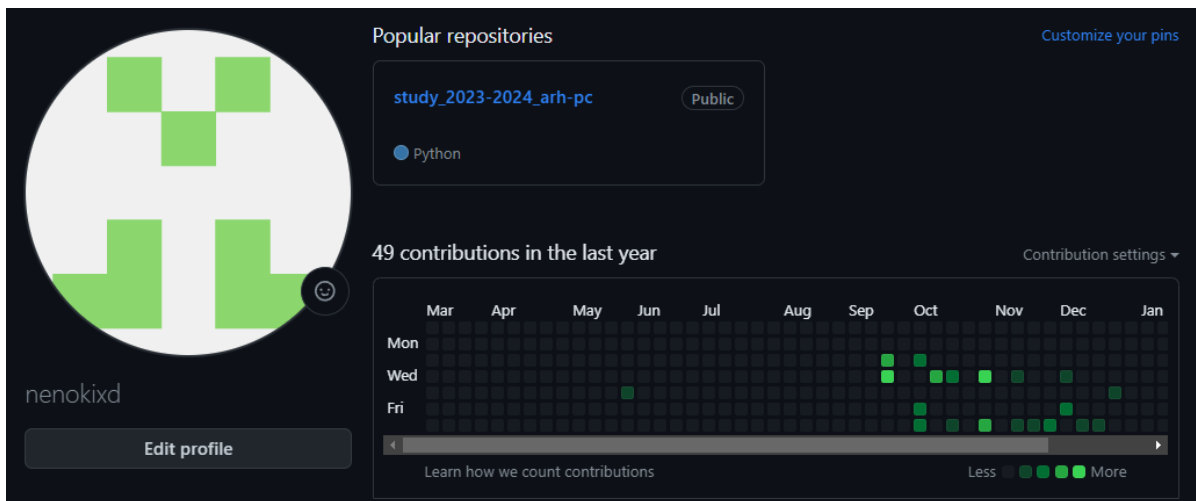 Popular repositories
Customize your pins
study_2023-2024_arh-pc
Public
Python
49 contributions in the last year
Contribution settings
Mar Apr May Jun Jul Aug Sep Oct Nov Dec Jan
Mon
Wed
Fri
Learn how we count contributions
Less More
nenokixd
Edit profile